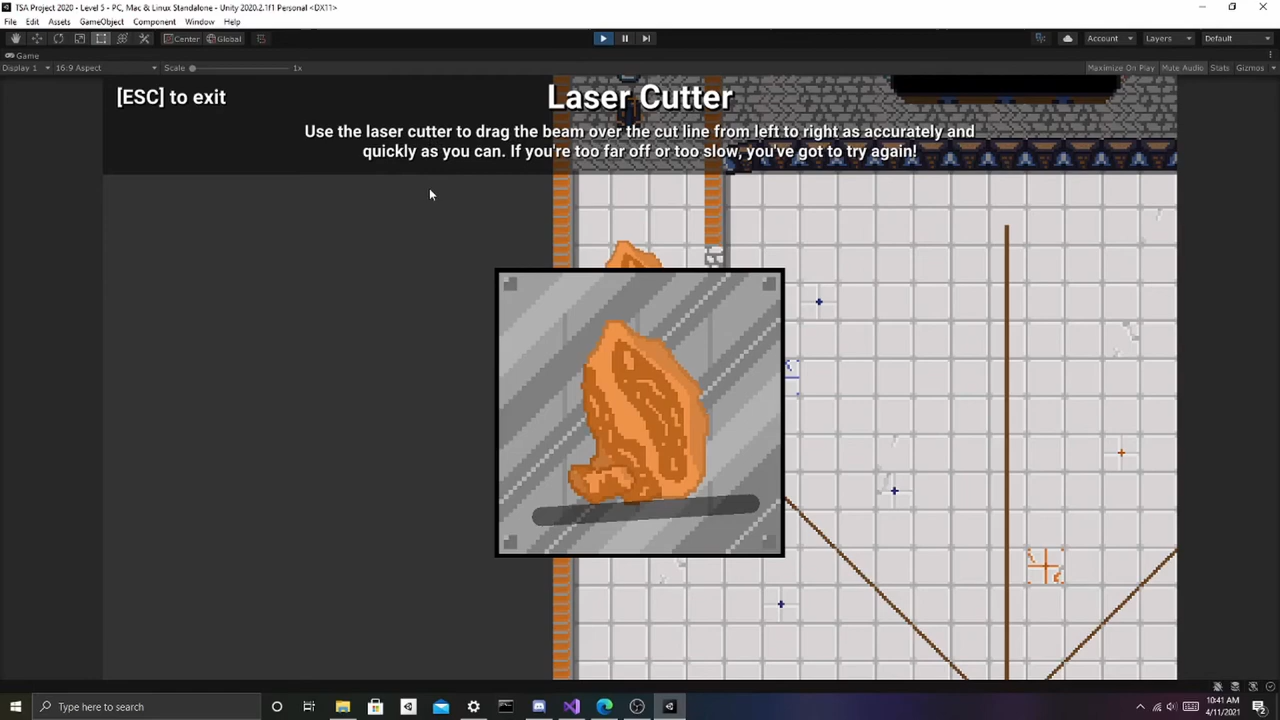 TSA Project 2020 - Level 5 - PC, Mac & Linux Standalone - Unity 2020.2.1f1 Personal <DX11>
File Edit Assets GameObject Component Window Help
Center Global Account Layers Default
Game
Display 1 16:9 Aspect Scale 1x Maximize On Play Mute Audio Stats Gizmos
[ESC] to exit
Laser Cutter
Use the laser cutter to drag the beam over the cut line from left to right as accurately and
quickly as you can. If you're too far off or too slow, you've got to try again!
Type here to search
10:41 AM
4/11/2021
2